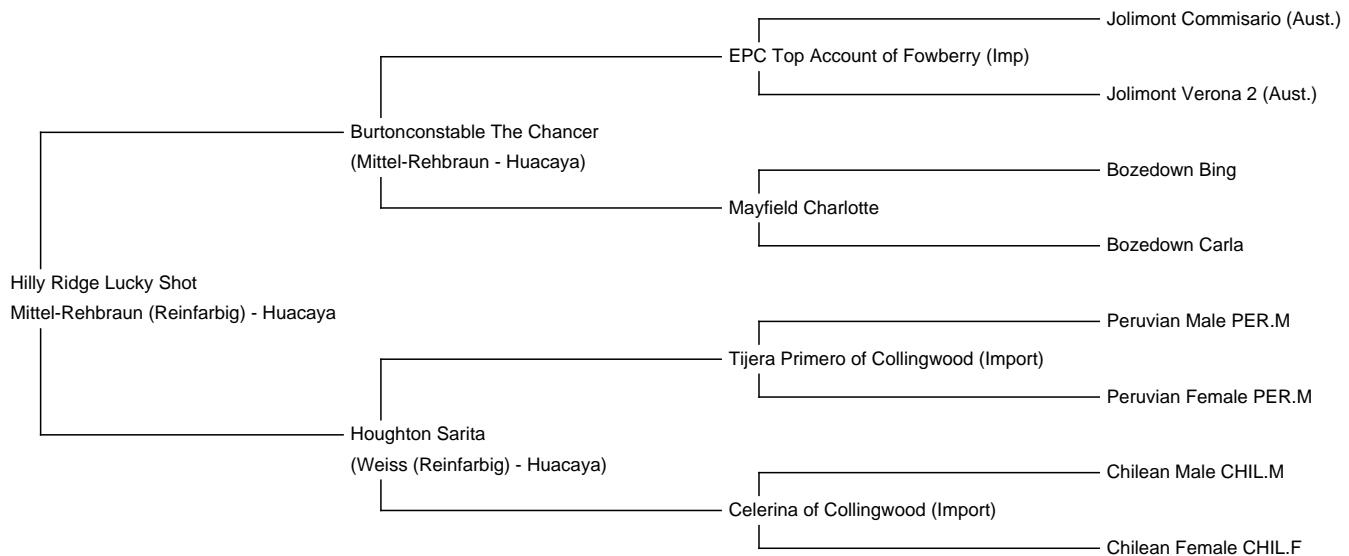 Jolimont Commisario (Aust.)
EPC Top Account of Fowberry (Imp)
Jolimont Verona 2 (Aust.)
Burtonconstable The Chancer
(Mittel-Rehbraun - Huacaya)
Bozedown Bing
Mayfield Charlotte
Bozedown Carla
Hilly Ridge Lucky Shot
Mittel-Rehbraun (Reinfarbig) - Huacaya
Peruvian Male PER.M
Tijera Primero of Collingwood (Import)
Peruvian Female PER.M
Houghton Sarita
(Weiss (Reinfarbig) - Huacaya)
Chilean Male CHIL.M
Celerina of Collingwood (Import)
Chilean Female CHIL.F